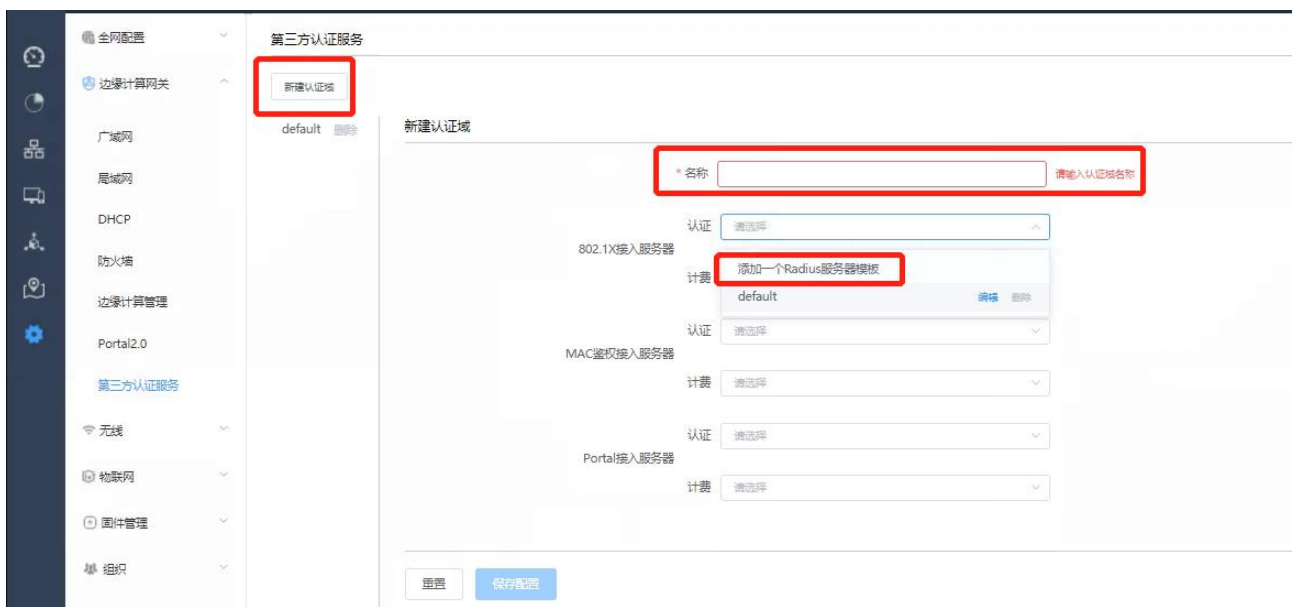 全网配置
边缘计算网关
广域网
局域网
DHCP
防火墙
边缘计算管理
Portal2.0
第三方认证服务
无线
物联网
固件管理
组织
第三方认证服务
新建认证域
default 删除
新建认证域
* 名称 请输入认证域名称
802.1X接入服务器
认证 请选择
添加一个Radius服务器模板
default 编辑 删除
计费
MAC鉴权接入服务器
认证 请选择
计费 请选择
Portal接入服务器
认证 请选择
计费 请选择
重置 保存配置